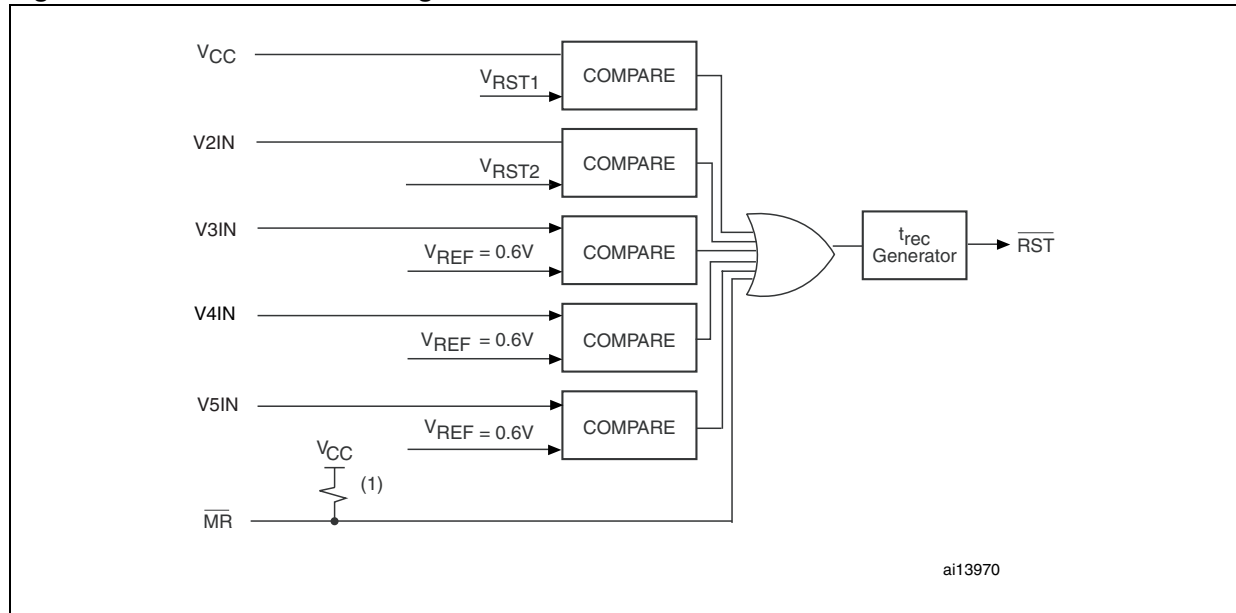 VCC
COMPARE
VRST1
V2IN
COMPARE
VRST2
V3IN
COMPARE
VREF = 0.6V
trec
Generator
RST
V4IN
COMPARE
VREF = 0.6V
V5IN
COMPARE
VREF = 0.6V
VCC
(1)
MR
ai13970